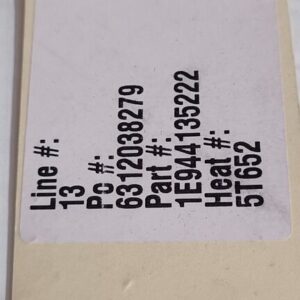 Line #:
13
Po #:
6312038279
Part #:
1E944135222
Heat #:
5T652